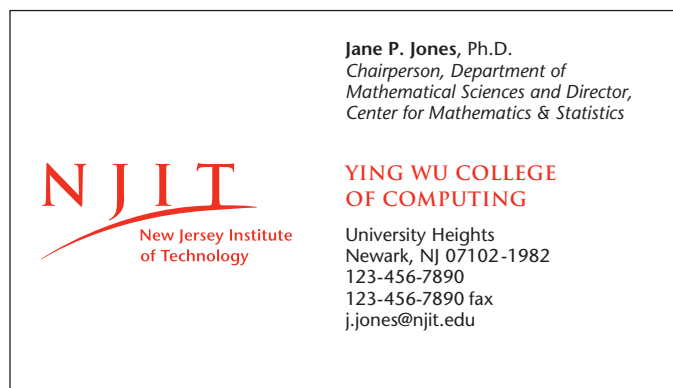 NJIT
New Jersey Institute
of Technology
Jane P. Jones, Ph.D.
Chairperson, Department of
Mathematical Sciences and Director,
Center for Mathematics & Statistics
YING WU COLLEGE
OF COMPUTING
University Heights
Newark, NJ 07102-1982
123-456-7890
123-456-7890 fax
j.jones@njit.edu